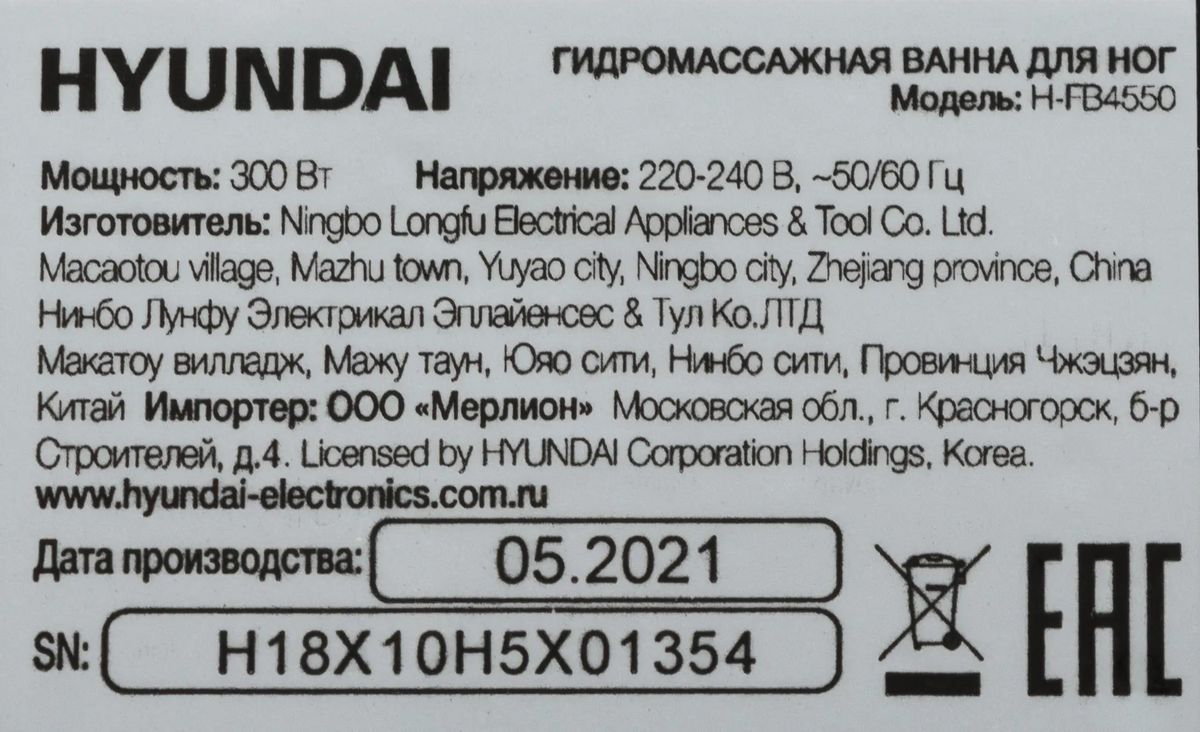 HYUNDAI
ГИДРОМАССАЖНАЯ ВАННА ДЛЯ НОГ
Модель: H-FB4550
Мощность: 300 Вт Напряжение: 220-240 В, ~50/60 Гц
Изготовитель: Ningbo Longfu Electrical Appliances & Tool Co. Ltd.
Macaotou village, Mazhu town, Yuyao city, Ningbo city, Zhejiang province, China
Нинбо Лунфу Электрикал Эплайенсес & Тул Ко.ЛТД
Макатоу вилладж, Мажу таун, Юяо сити, Нинбо сити, Провинция Чжэцзян,
Китай Импортер: ООО «Мерлион» Московская обл., г. Красногорск, б-р
Строителей, д.4. Licensed by HYUNDAI Corporation Holdings, Korea.
www.hyundai-electronics.com.ru
Дата производства: 05.2021
SN: H18X10H5X01354
EAC